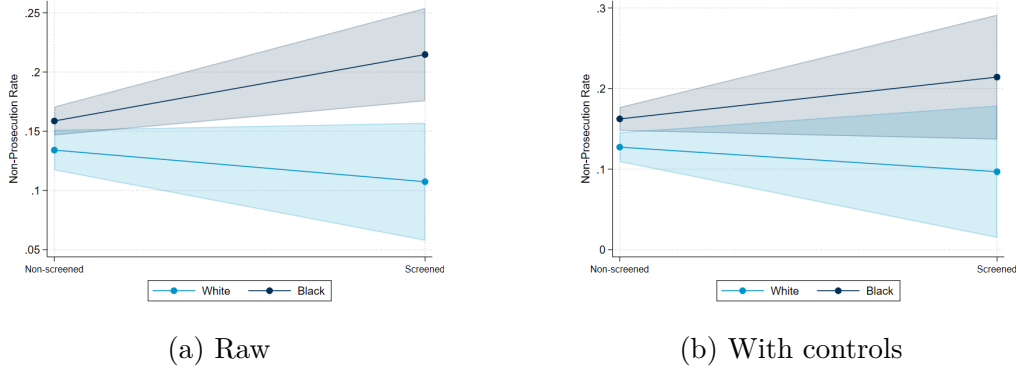 Non-Prosecution Rate
.25
.2
.15
.1
.05
Non-screened Screened
White Black
(a) Raw
Non-Prosecution Rate
.3
.2
.1
0
Non-screened Screened
White Black
(b) With controls